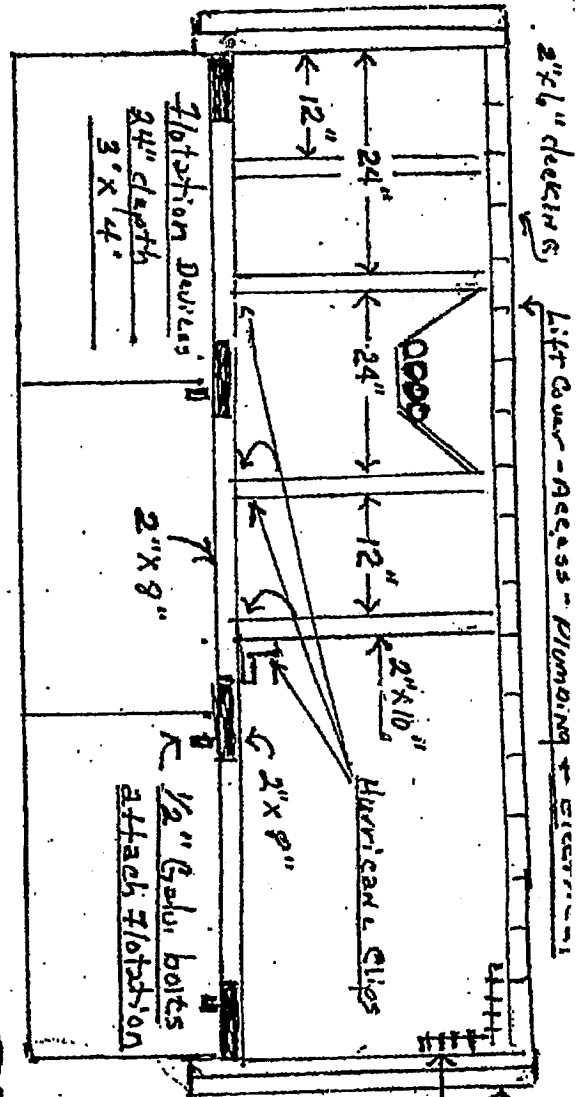 2"x6" decking
Lift Cover - Access - Plumbing + Electrical
24"
24"
12"
12"
2"x10"
Hurricane Clips
Flotation Devices
24" depth
3' x 4'
2"x8"
2"x8"
1/2" Galv. bolts
attach Flotation